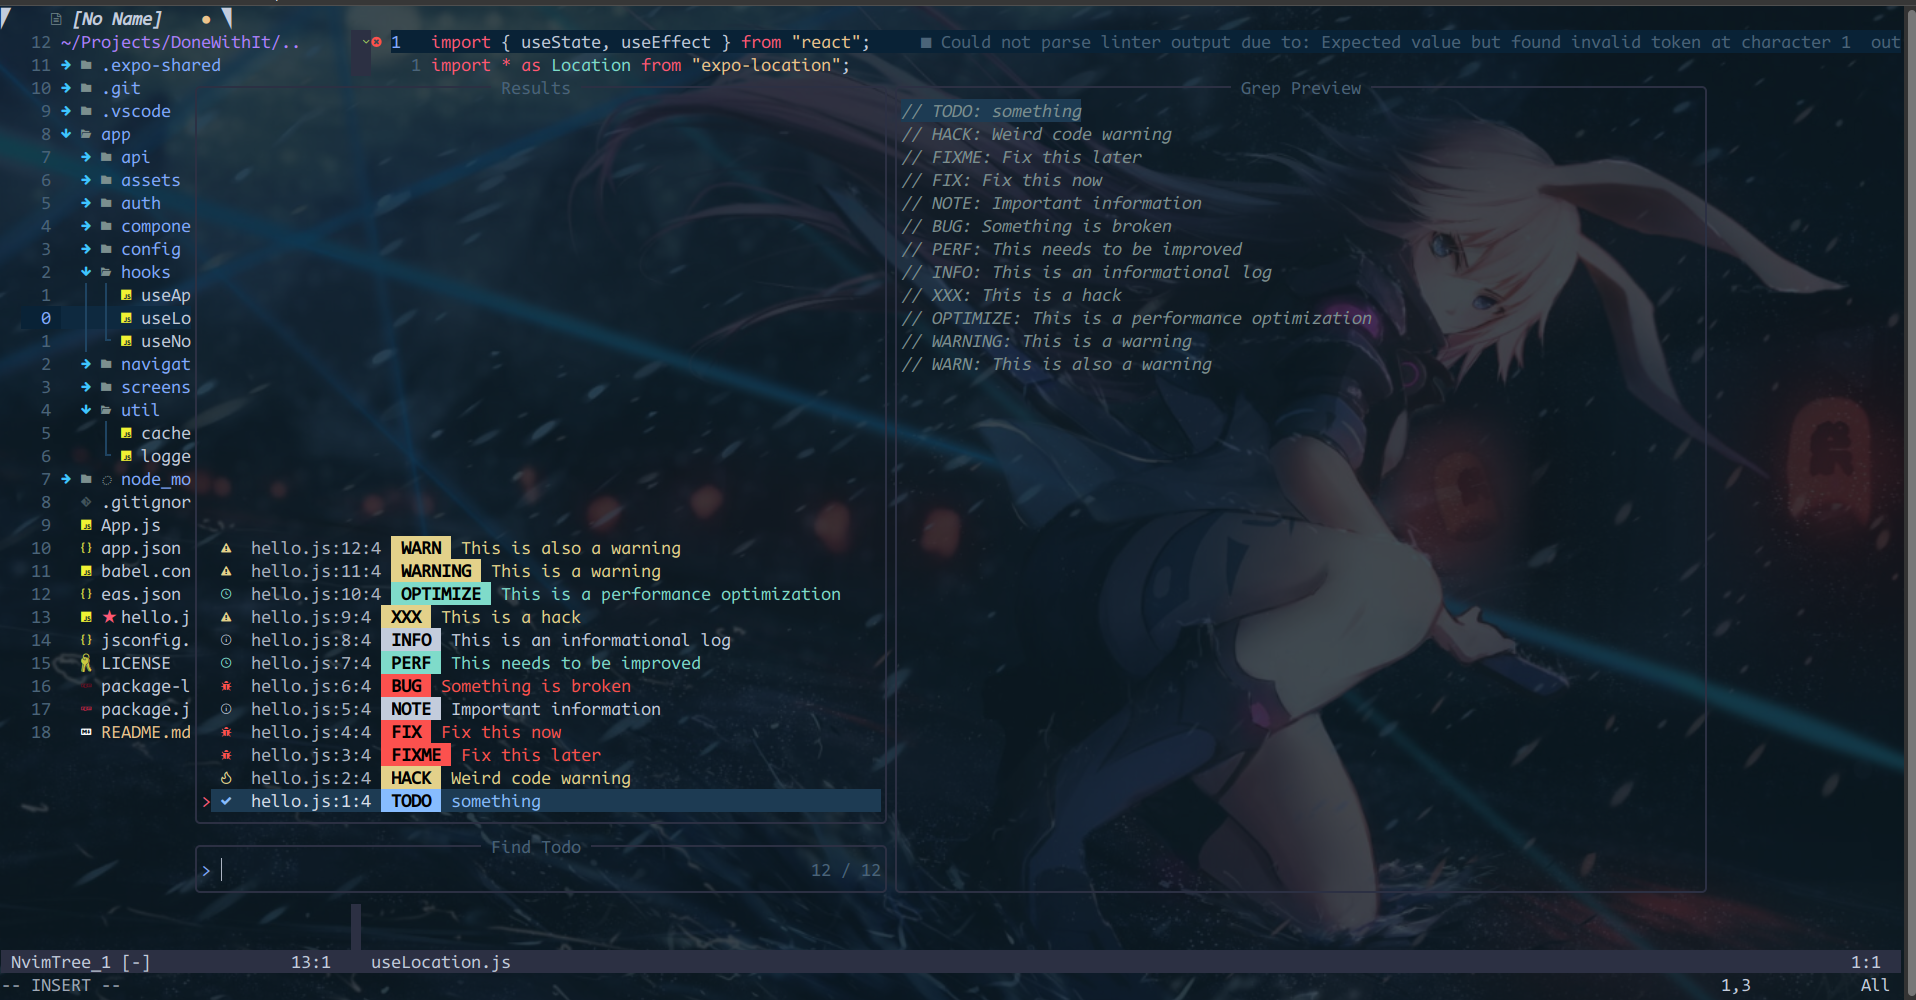 [No Name]
12 ~/Projects/DoneWithIt/..
11 .expo-shared
10 .git
9 .vscode
8 app
7 api
6 assets
5 auth
4 compone
3 config
2 hooks
1 useAp
0 useLo
1 useNo
2 navigat
3 screens
4 util
5 cache
6 logge
7 node_mo
8 .gitignor
9 App.js
10 app.json
11 babel.con
12 eas.json
13 hello.j
14 jsconfig.
15 LICENSE
16 package-l
17 package.j
18 README.md
1 import { useState, useEffect } from "react"; ■ Could not parse linter output due to: Expected value but found invalid token at character 1 out
1 import * as Location from "expo-location";
Results
hello.js:12:4 WARN This is also a warning
hello.js:11:4 WARNING This is a warning
hello.js:10:4 OPTIMIZE This is a performance optimization
hello.js:9:4 XXX This is a hack
hello.js:8:4 INFO This is an informational log
hello.js:7:4 PERF This needs to be improved
hello.js:6:4 BUG Something is broken
hello.js:5:4 NOTE Important information
hello.js:4:4 FIX Fix this now
hello.js:3:4 FIXME Fix this later
hello.js:2:4 HACK Weird code warning
> hello.js:1:4 TODO something
Find Todo
> 12 / 12
Grep Preview
// TODO: something
// HACK: Weird code warning
// FIXME: Fix this later
// FIX: Fix this now
// NOTE: Important information
// BUG: Something is broken
// PERF: This needs to be improved
// INFO: This is an informational log
// XXX: This is a hack
// OPTIMIZE: This is a performance optimization
// WARNING: This is a warning
// WARN: This is also a warning
NvimTree_1 [-] 13:1 useLocation.js 1:1
-- INSERT -- 1,3 All